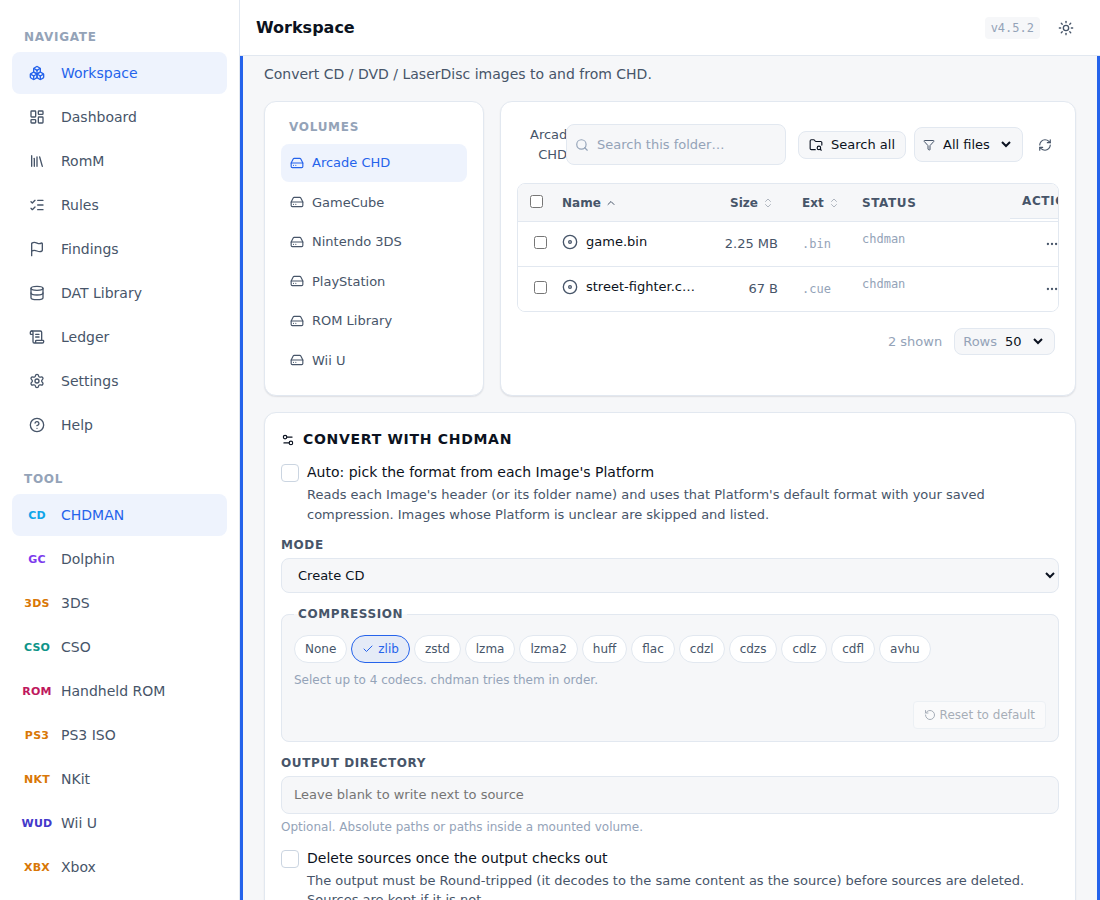 NAVIGATE
Workspace
Dashboard
RomM
Rules
Findings
DAT Library
Ledger
Settings
Help
TOOL
CD CHDMAN
GC Dolphin
3DS 3DS
CSO CSO
ROM Handheld ROM
PS3 PS3 ISO
NKT NKit
WUD Wii U
XBX Xbox
Workspace
v4.5.2
Convert CD / DVD / LaserDisc images to and from CHD.
VOLUMES
Arcade CHD
GameCube
Nintendo 3DS
PlayStation
ROM Library
Wii U
Arcad
CHD
Search this folder…
Search all
All files
Name Size Ext STATUS ACTIO
game.bin 2.25 MB .bin chdman ...
street-fighter.c… 67 B .cue chdman ...
2 shown Rows 50
CONVERT WITH CHDMAN
Auto: pick the format from each Image's Platform
Reads each Image's header (or its folder name) and uses that Platform's default format with your saved
compression. Images whose Platform is unclear are skipped and listed.
MODE
Create CD
COMPRESSION
None zlib zstd lzma lzma2 huff flac cdzl cdzs cdlz cdfl avhu
Select up to 4 codecs. chdman tries them in order.
Reset to default
OUTPUT DIRECTORY
Leave blank to write next to source
Optional. Absolute paths or paths inside a mounted volume.
Delete sources once the output checks out
The output must be Round-tripped (it decodes to the same content as the source) before sources are deleted.
Sources are kept if it is not.